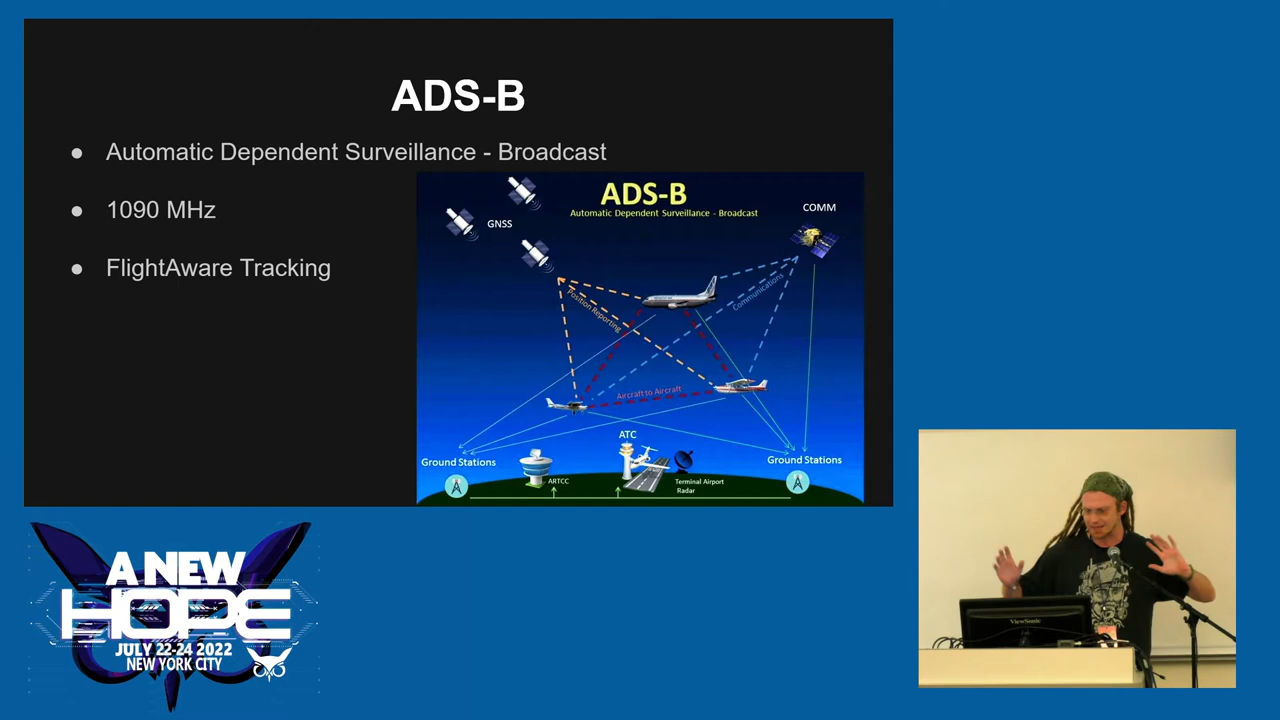 ADS-B
● Automatic Dependent Surveillance - Broadcast
● 1090 MHz
● FlightAware Tracking
ADS-B
Automatic Dependent Surveillance - Broadcast
GNSS
COMM
Position Reporting
Communications
Aircraft to Aircraft
ATC
Ground Stations
Ground Stations
ARTCC
Terminal Airport
Radar
A NEW
HOPE
JULY 22-24 2022
NEW YORK CITY
ViewSonic